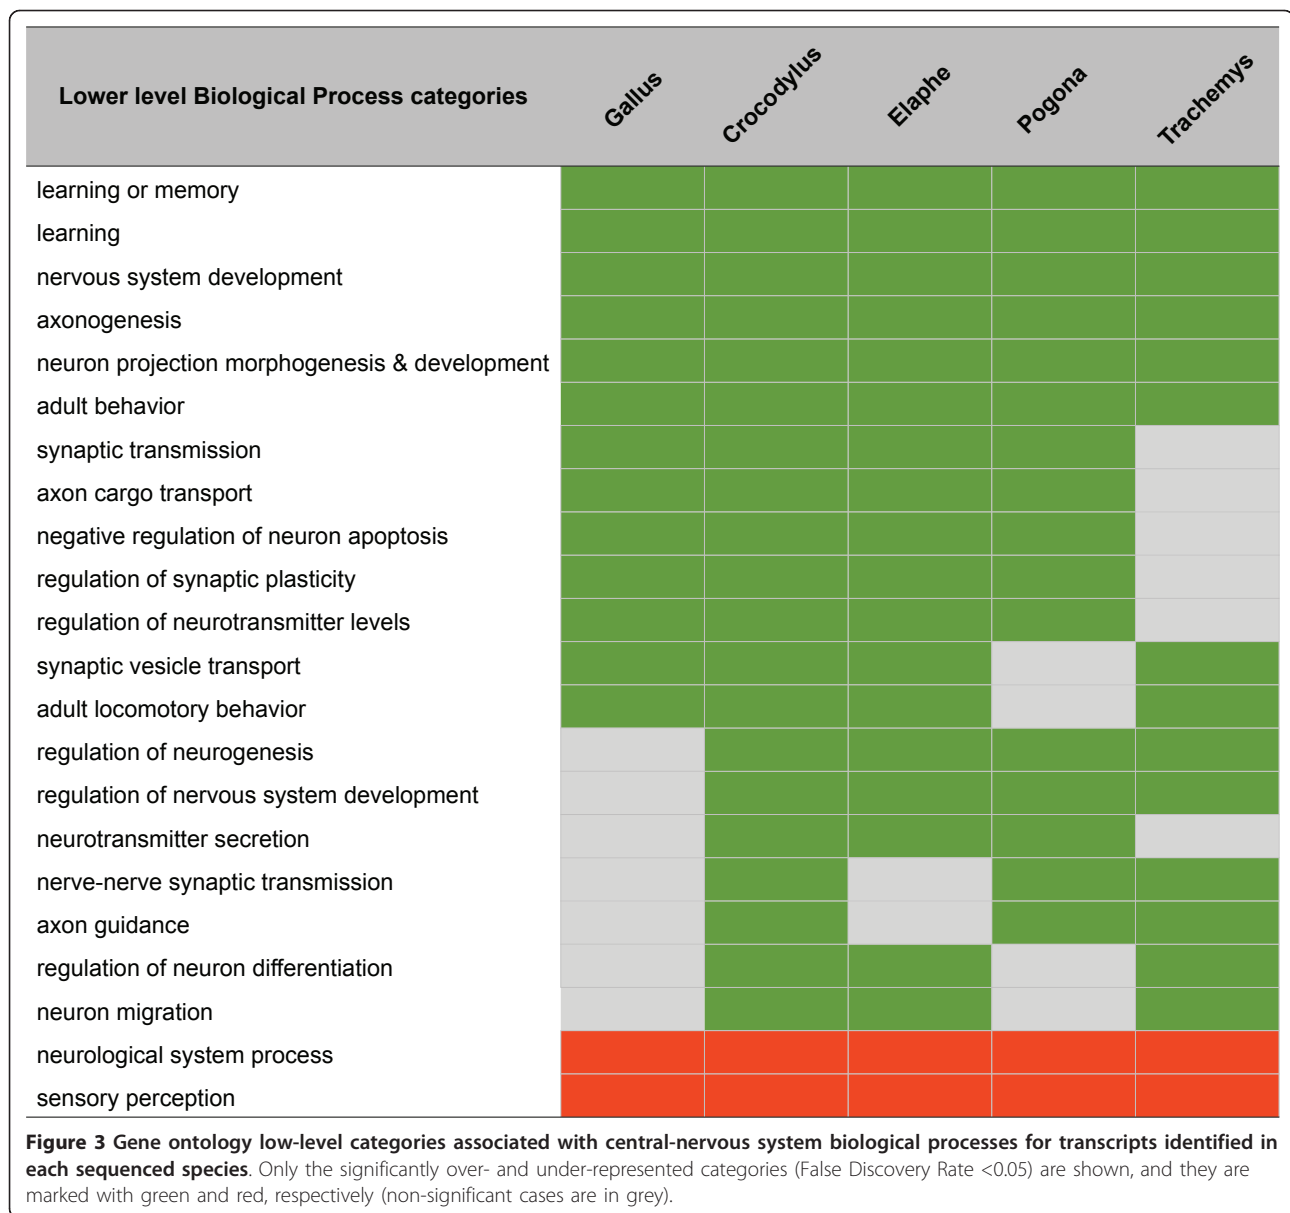 Lower level Biological Process categories
Gallus
Crocodylus
Elaphe
Pogona
Trachemys
learning or memory
learning
nervous system development
axonogenesis
neuron projection morphogenesis & development
adult behavior
synaptic transmission
axon cargo transport
negative regulation of neuron apoptosis
regulation of synaptic plasticity
regulation of neurotransmitter levels
synaptic vesicle transport
adult locomotory behavior
regulation of neurogenesis
regulation of nervous system development
neurotransmitter secretion
nerve-nerve synaptic transmission
axon guidance
regulation of neuron differentiation
neuron migration
neurological system process
sensory perception
Figure 3 Gene ontology low-level categories associated with central-nervous system biological processes for transcripts identified in
each sequenced species. Only the significantly over- and under-represented categories (False Discovery Rate <0.05) are shown, and they are
marked with green and red, respectively (non-significant cases are in grey).